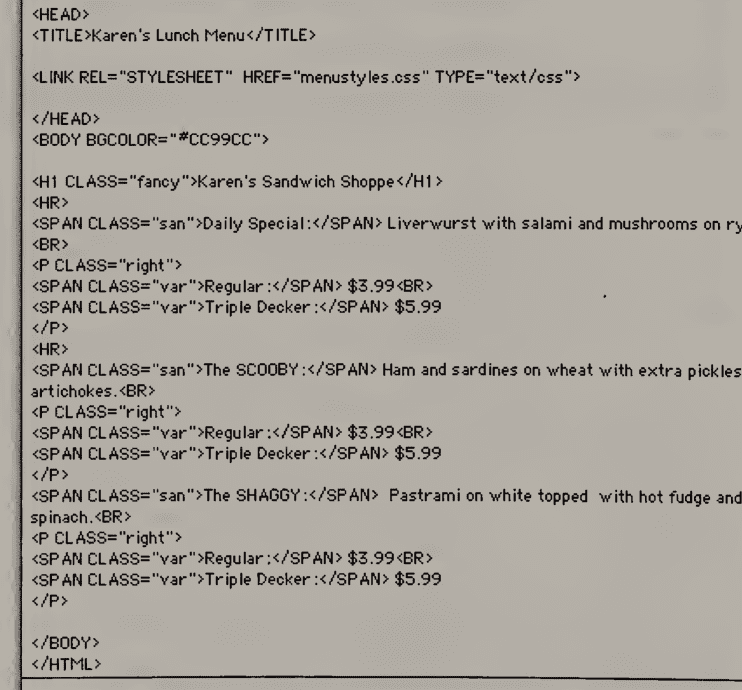 <HEAD>
<TITLE>Karen's Lunch Menu</TITLE>
<LINK REL="STYLESHEET" HREF="menustyles.css" TYPE="text/css">
</HEAD>
<BODY BGCOLOR="#CC99CC">
<H1 CLASS="fancy">Karen's Sandwich Shoppe</H1>
<HR>
<SPAN CLASS="san">Daily Special:</SPAN> Liverwurst with salami and mushrooms on
<BR>
<P CLASS="right">
<SPAN CLASS="var">Regular:</SPAN> $3.99<BR>
<SPAN CLASS="var">Triple Decker:</SPAN> $5.99
</P>
<HR>
<SPAN CLASS="san">The SCOOBY:</SPAN> Ham and sardines on wheat with extra pickles
artichokes.<BR>
<P CLASS="right">
<SPAN CLASS="var">Regular:</SPAN> $3.99<BR>
<SPAN CLASS="var">Triple Decker:</SPAN> $5.99
</P>
<SPAN CLASS="san">The SHAGGY:</SPAN> Pastrami on white topped with hot fudge and
spinach.<BR>
<P CLASS="right">
<SPAN CLASS="var">Regular:</SPAN> $3.99<BR>
<SPAN CLASS="var">Triple Decker:</SPAN> $5.99
</P>
</BODY>
</HTML>